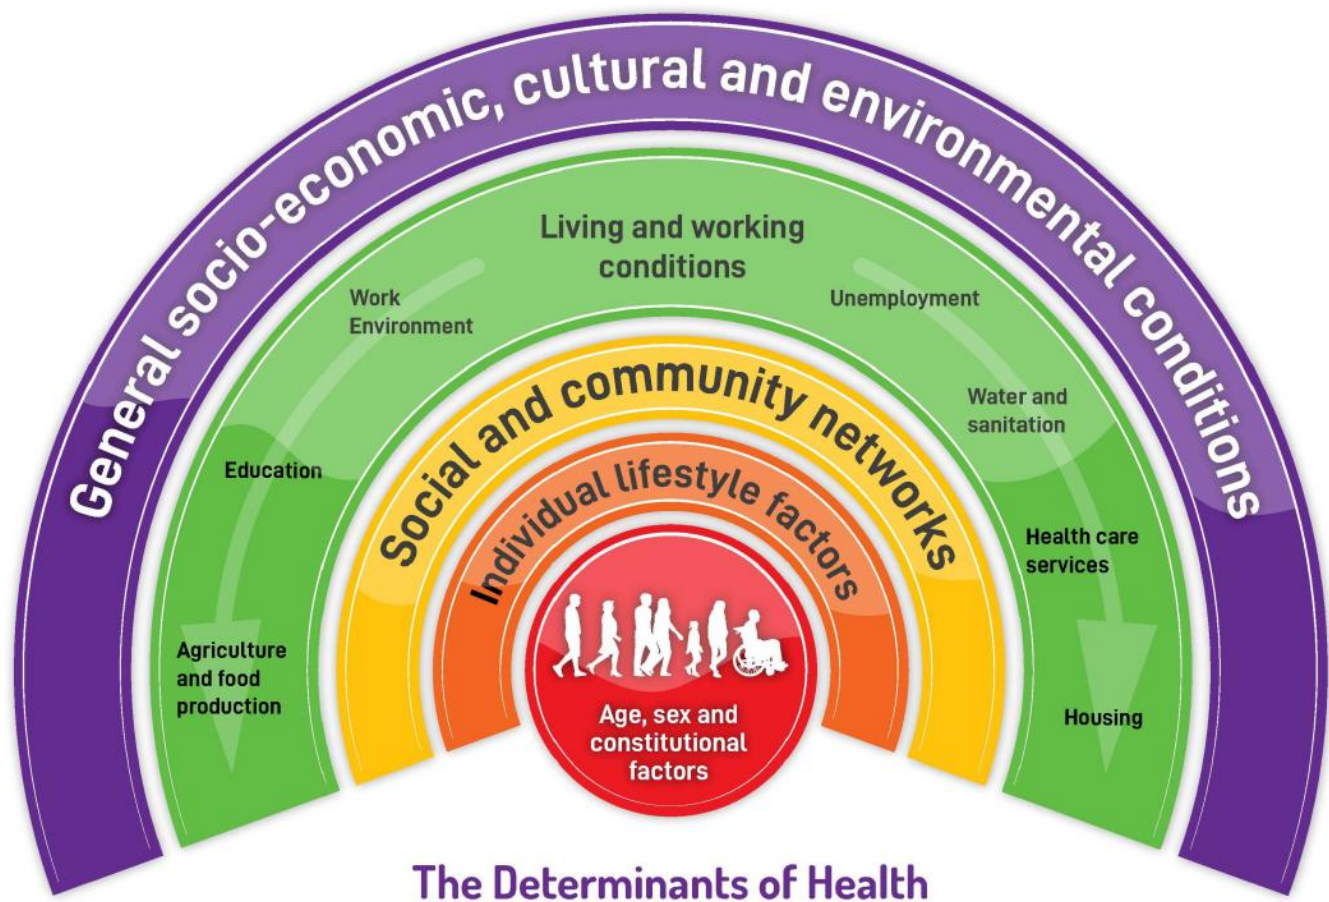 General socio-economic, cultural and environmental conditions
Living and working
conditions
Work
Environment
Unemployment
Education
Water and
sanitation
Agriculture
and food
production
Health care
services
Housing
Social and community networks
Individual lifestyle factors
Age, sex and
constitutional
factors
The Determinants of Health